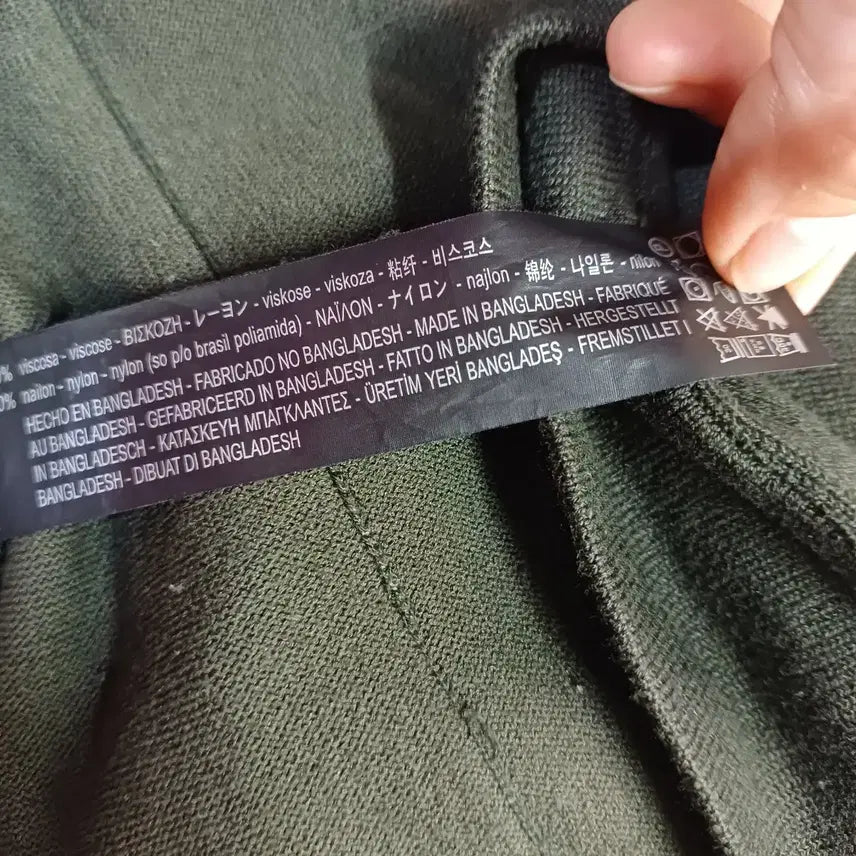 % viscosa - viscose - ΒΙΣΚΟΖΗ - レーヨン - viskose - viskoza - 粘纤 - 비스코스
0% nailon - nylon - nylon (so p/o brasil poliamida) - ΝΑΪΛΟΝ - ナイロン - najlon - 锦纶 - 나일론 - nilon
HECHO EN BANGLADESH - FABRICADO NO BANGLADESH - MADE IN BANGLADESH - FABRIQUÉ
AU BANGLADESH - GEFABRICEERD IN BANGLADESH - FATTO IN BANGLADESH - HERGESTELLT
IN BANGLADESCH - ΚΑΤΑΣΚΕΥΗ ΜΠΑΓΚΛΑΝΤΕΣ - ÜRETİM YERİ BANGLADEŞ - FREMSTILLET I
BANGLADESH - DIBUAT DI BANGLADESH